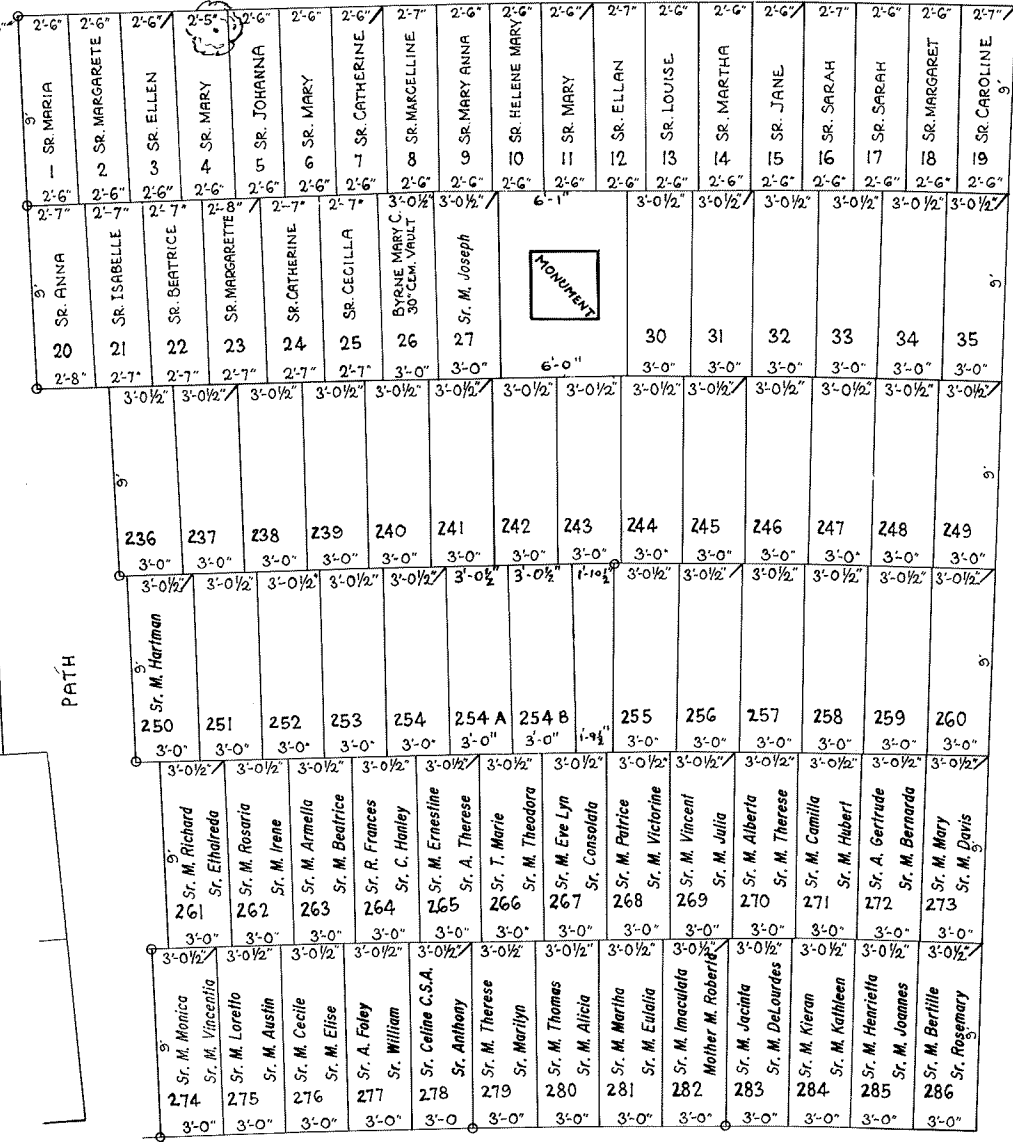 2'-6" 2'-6" 2'-6" 2'-5" 2'-6" 2'-6" 2'-6" 2'-7" 2'-6" 2'-6" 2'-6" 2'-7" 2'-6" 2'-6" 2'-6" 2'-7" 2'-6" 2'-6" 2'-7"
9'
1 SR. MARIA
2 SR. MARGARETE
3 SR. ELLEN
4 SR. MARY
5 SR. JOHANNA
6 SR. MARY
7 SR. CATHERINE
8 SR. MARCELLINE
9 SR. MARY ANNA
10 SR. HELENE MARY
11 SR. MARY
12 SR. ELLAN
13 SR. LOUISE
14 SR. MARTHA
15 SR. JANE
16 SR. SARAH
17 SR. SARAH
18 SR. MARGARET
19 SR. CAROLINE
9'
2'-6" 2'-6" 2'-6" 2'-6" 2'-6" 2'-6" 2'-6" 2'-6" 2'-6" 2'-6" 2'-6" 2'-6" 2'-6" 2'-6" 2'-6" 2'-6" 2'-6" 2'-6" 2'-6"
2'-7" 2'-7" 2'-7" 2'-8" 2'-7" 2'-7" 3'-0½" 3'-0½" 6'-1" 3'-0½" 3'-0½" 3'-0½" 3'-0½" 3'-0½" 3'-0½"
9'
20 SR. ANNA
21 SR. ISABELLE
22 SR. BEATRICE
23 SR. MARGARETTE
24 SR. CATHERINE
25 SR. CECILLA
26 BYRNE MARY C.
30" CEM. VAULT
27 Sr. M. Joseph
MONUMENT
30 31 32 33 34 35
9'
2'-8" 2'-7" 2'-7" 2'-7" 2'-7" 2'-7" 3'-0" 3'-0" 6'-0" 3'-0" 3'-0" 3'-0" 3'-0" 3'-0" 3'-0"
3'-0½" 3'-0½" 3'-0½" 3'-0½" 3'-0½" 3'-0½" 3'-0½" 3'-0½" 3'-0½" 3'-0½" 3'-0½" 3'-0½" 3'-0½" 3'-0½"
9' 9'
236 237 238 239 240 241 242 243 244 245 246 247 248 249
3'-0" 3'-0" 3'-0" 3'-0" 3'-0" 3'-0" 3'-0" 3'-0" 3'-0" 3'-0" 3'-0" 3'-0" 3'-0" 3'-0"
3'-0½" 3'-0½" 3'-0½" 3'-0½" 3'-0½" 3'-0½" 3'-0½" 1'-10½" 3'-0½" 3'-0½" 3'-0½" 3'-0½" 3'-0½" 3'-0½"
PATH
9' Sr. M. Hartman 9'
250 251 252 253 254 254 A 254 B 255 256 257 258 259 260
3'-0" 3'-0" 3'-0" 3'-0" 3'-0" 3'-0" 3'-0" 1'-9½" 3'-0" 3'-0" 3'-0" 3'-0" 3'-0" 3'-0"
3'-0½" 3'-0½" 3'-0½" 3'-0½" 3'-0½" 3'-0½" 3'-0½" 3'-0½" 3'-0½" 3'-0½" 3'-0½" 3'-0½" 3'-0½"
9'
261 Sr. M. Richard
Sr. Ethalreda
262 Sr. M. Rosaria
Sr. M. Irene
263 Sr. M. Armella
Sr. M. Beatrice
264 Sr. R. Frances
Sr. C. Hanley
265 Sr. M. Ernestine
Sr. A. Therese
266 Sr. T. Marie
Sr. M. Theodora
267 Sr. M. Eve Lyn
Sr. Consolata
268 Sr. M. Patrice
Sr. M. Victorine
269 Sr. M. Vincent
Sr. M. Julia
270 Sr. M. Alberta
Sr. M. Therese
271 Sr. M. Camilla
Sr. M. Hubert
272 Sr. A. Gertrude
Sr. M. Bernarda
273 Sr. M. Mary
Sr. M. Davis
9'
3'-0" 3'-0" 3'-0" 3'-0" 3'-0" 3'-0" 3'-0" 3'-0" 3'-0" 3'-0" 3'-0" 3'-0" 3'-0"
3'-0½" 3'-0½" 3'-0½" 3'-0½" 3'-0½" 3'-0½" 3'-0½" 3'-0½" 3'-0½" 3'-0½" 3'-0½" 3'-0½" 3'-0½"
9'
274 Sr. M. Monica
Sr. M. Vincentia
275 Sr. M. Loretto
Sr. M. Austin
276 Sr. M. Cecile
Sr. M. Elise
277 Sr. A. Foley
Sr. William
278 Sr. Celine C.S.A.
Sr. Anthony
279 Sr. M. Therese
Sr. Marilyn
280 Sr. M. Thomas
Sr. M. Alicia
281 Sr. M. Martha
Sr. M. Eulalia
282 Sr. M. Imaculata
Mother M. Roberta
283 Sr. M. Jacinta
Sr. M. DeLourdes
284 Sr. M. Kieran
Sr. M. Kathleen
285 Sr. M. Henrietta
Sr. M. Joannes
286 Sr. M. Bertille
Sr. Rosemary
9'
3'-0" 3'-0" 3'-0" 3'-0" 3'-0 3'-0" 3'-0" 3'-0" 3'-0" 3'-0" 3'-0" 3'-0" 3'-0"